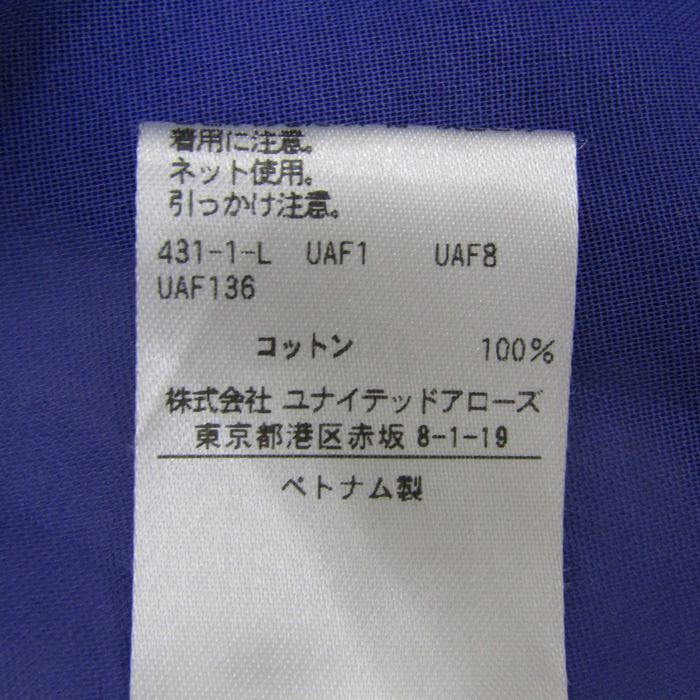 着用に注意。
ネット使用。
引っかけ注意。
431-1-L UAF1 UAF8
UAF136
コットン 100%
株式会社 ユナイテッドアローズ
東京都港区赤坂 8-1-19
ベトナム製